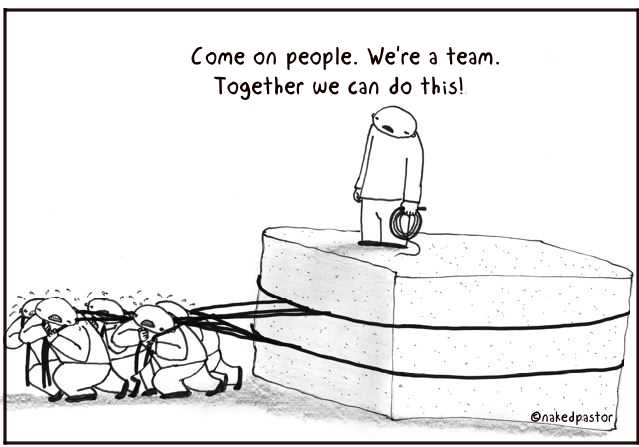 Come on people. We're a team.
Together we can do this!
©nakedpastor